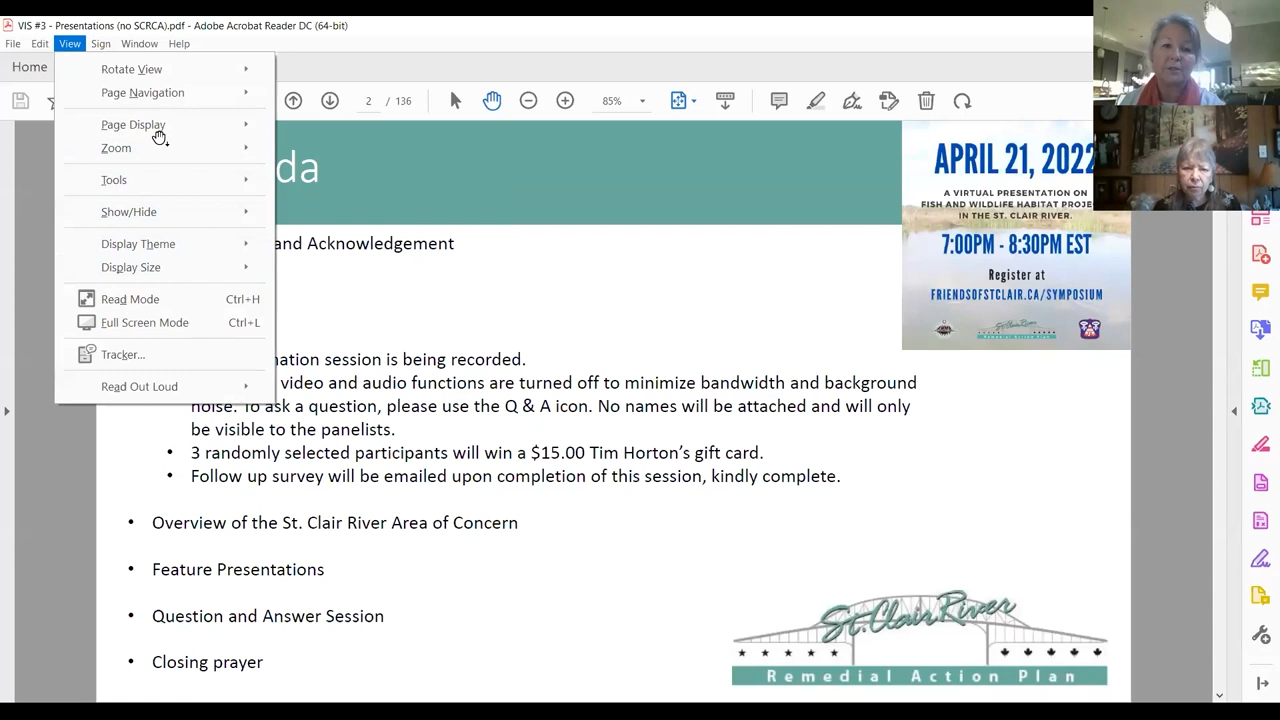 VIS #3 - Presentations (no SCRCA).pdf - Adobe Acrobat Reader DC (64-bit)
File Edit View Sign Window Help
Home
Rotate View
Page Navigation
Page Display
Zoom
Tools
Show/Hide
Display Theme
Display Size
Read Mode Ctrl+H
Full Screen Mode Ctrl+L
Tracker...
Read Out Loud
2 / 136 85%
da
and Acknowledgement
nation session is being recorded.
video and audio functions are turned off to minimize bandwidth and background
noise. To ask a question, please use the Q & A icon. No names will be attached and will only
be visible to the panelists.
• 3 randomly selected participants will win a $15.00 Tim Horton's gift card.
• Follow up survey will be emailed upon completion of this session, kindly complete.
• Overview of the St. Clair River Area of Concern
• Feature Presentations
• Question and Answer Session
• Closing prayer
APRIL 21, 2022
A VIRTUAL PRESENTATION ON
FISH AND WILDLIFE HABITAT PROJE
IN THE ST. CLAIR RIVER.
7:00PM - 8:30PM EST
Register at
FRIENDSOFSTCLAIR.CA/SYMPOSIUM
St. Clair River
Remedial Action Plan